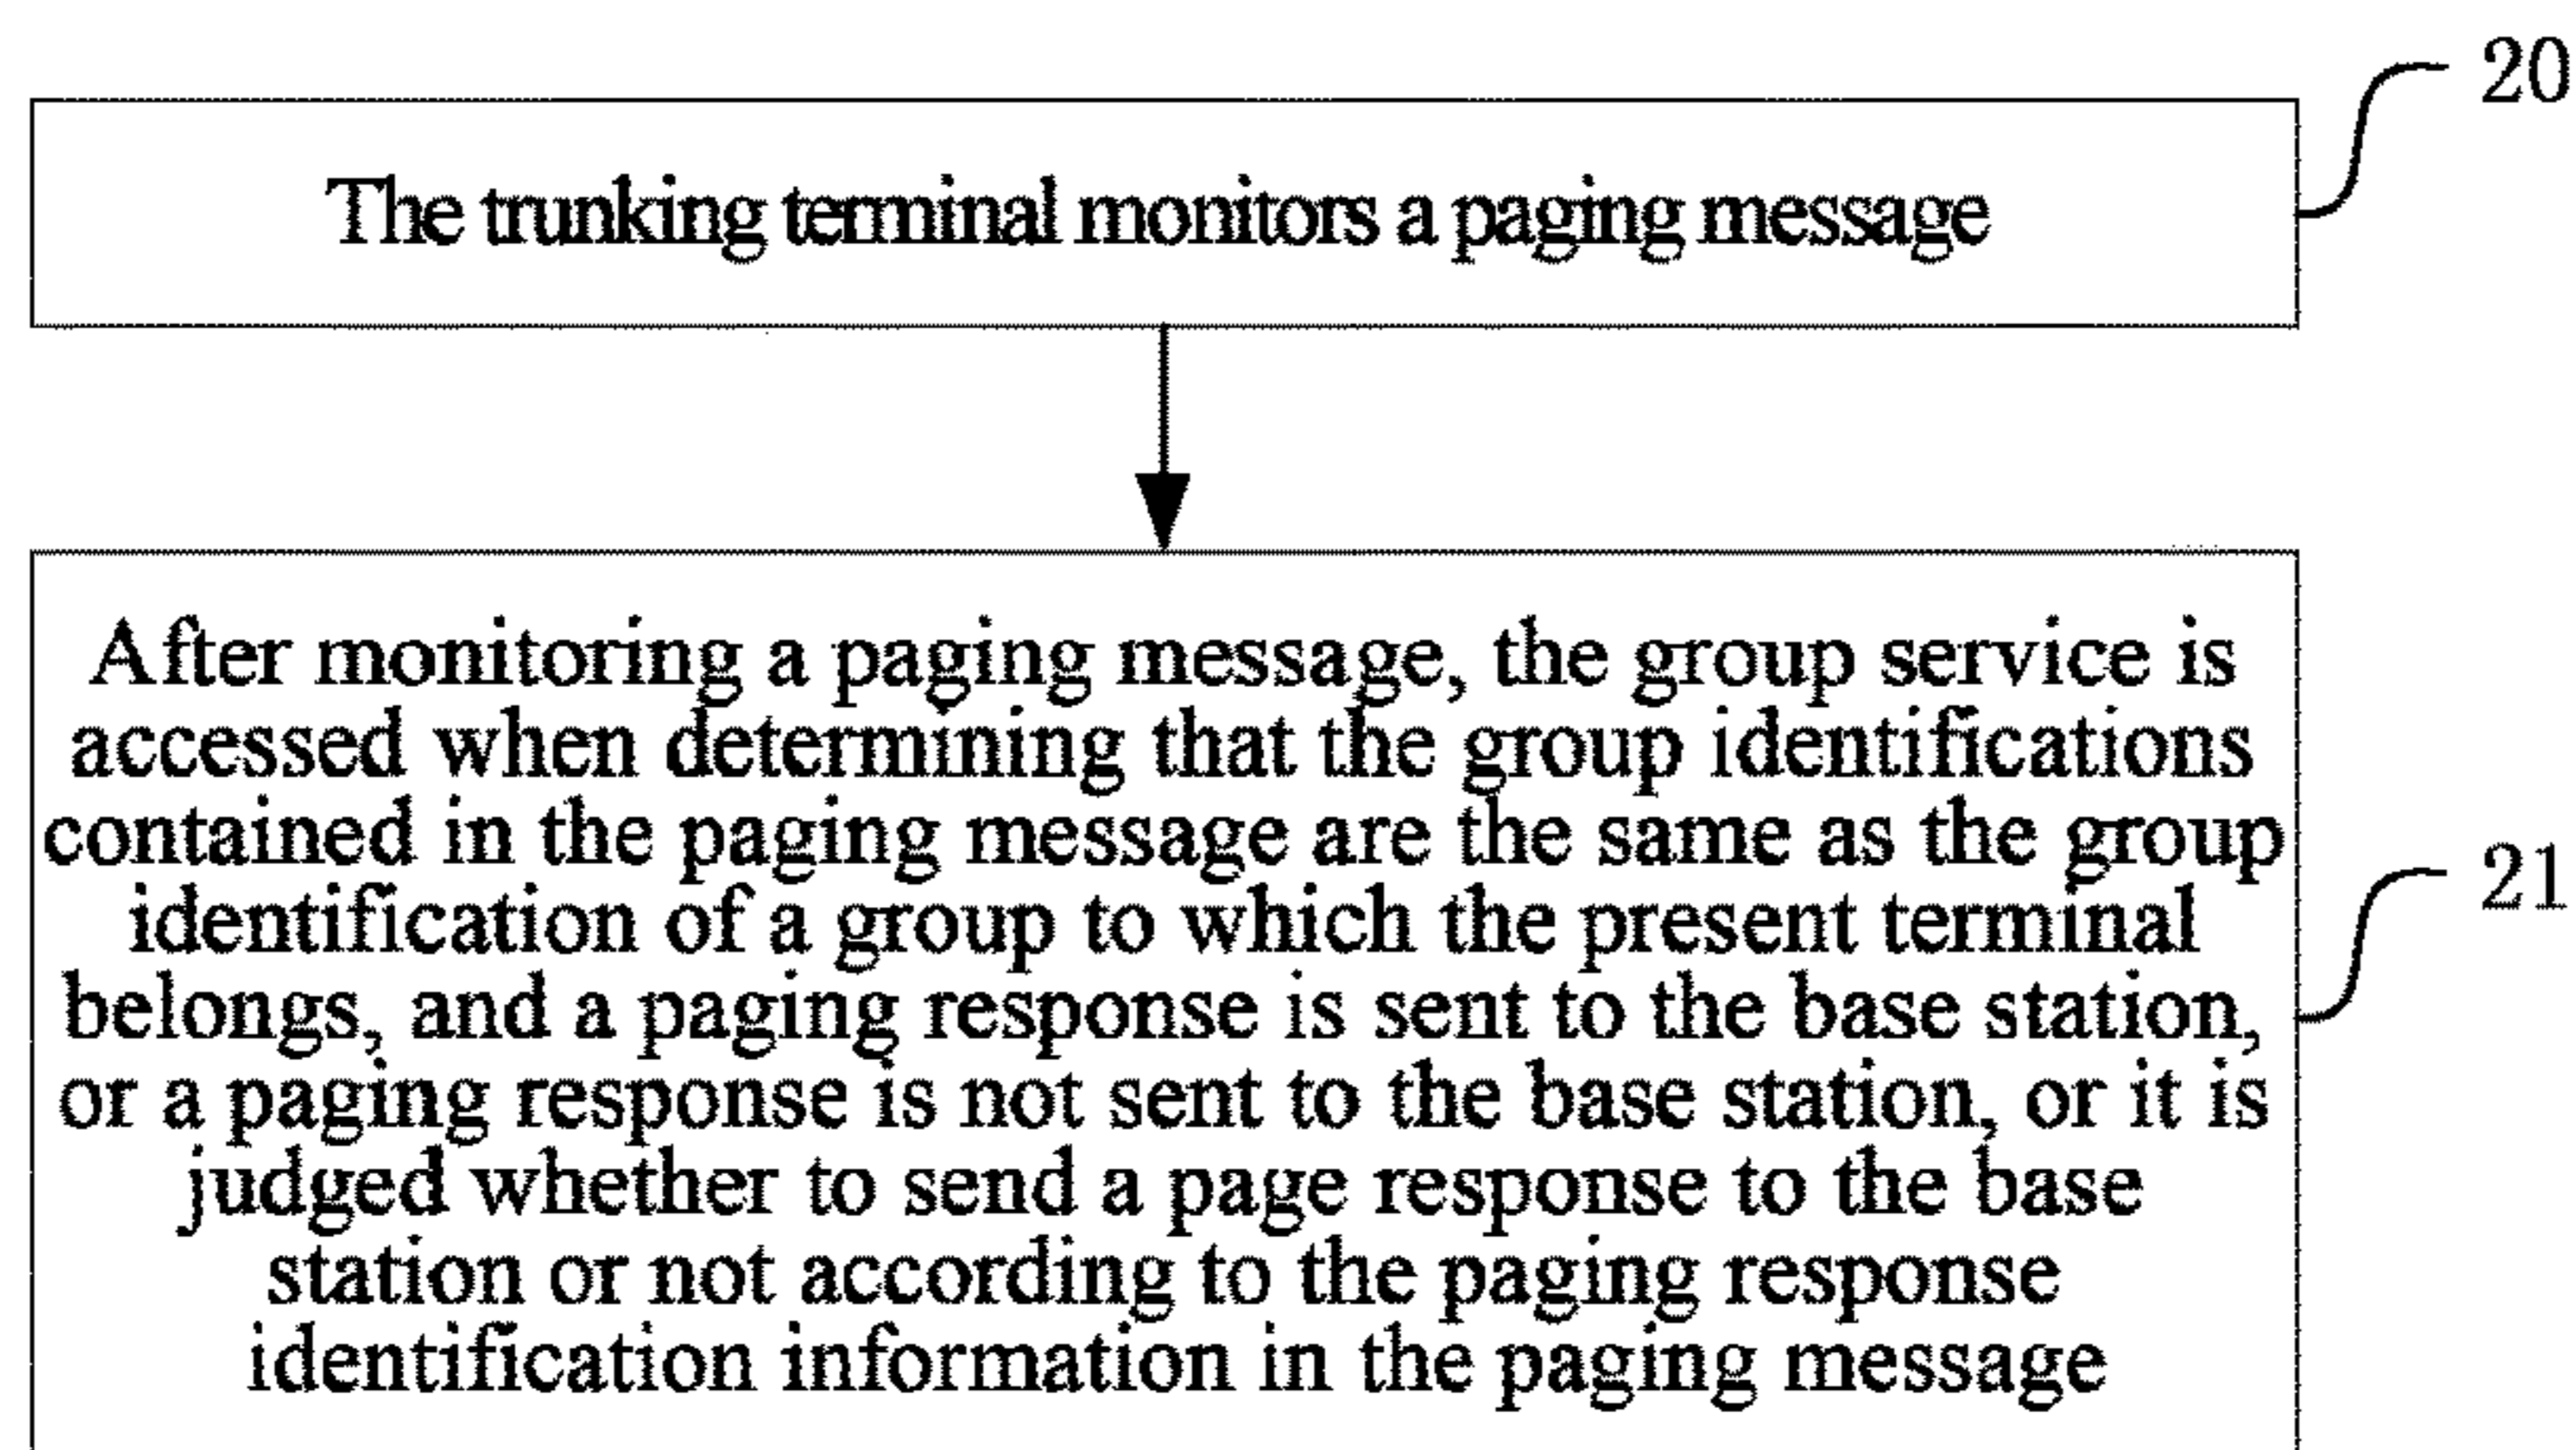 20
The trunking terminal monitors a paging message
After monitoring a paging message, the group service is
accessed when determining that the group identifications
contained in the paging message are the same as the group
identification of a group to which the present terminal
belongs, and a paging response is sent to the base station,
or a paging response is not sent to the base station, or it is
judged whether to send a page response to the base
station or not according to the paging response
identification information in the paging message
21